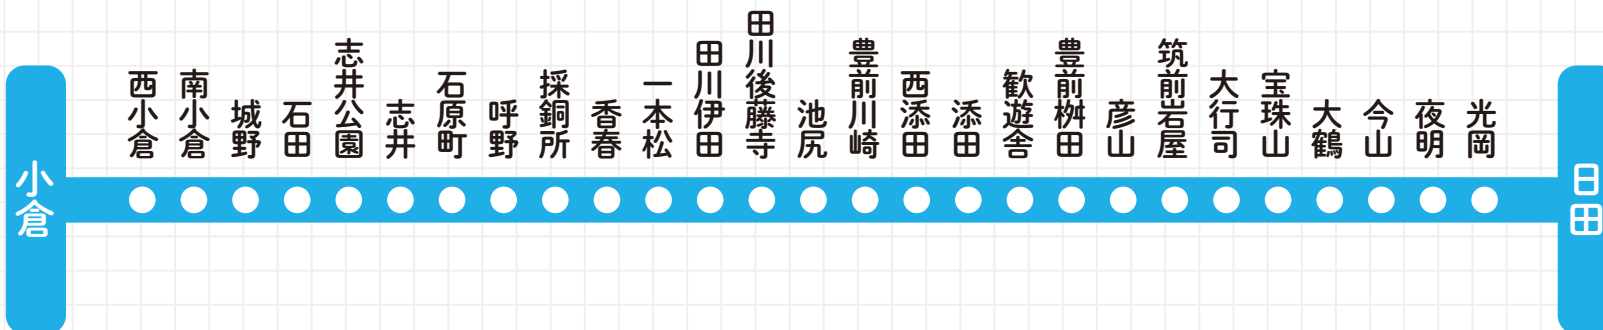 小倉
西小倉
南小倉
城野
石田
志井公園
志井
石原町
呼野
採銅所
香春
一本松
田川伊田
田川後藤寺
池尻
豊前川崎
西添田
添田
歓遊舎
豊前桝田
彦山
筑前岩屋
大行司
宝珠山
大鶴
今山
夜明
光岡
日田